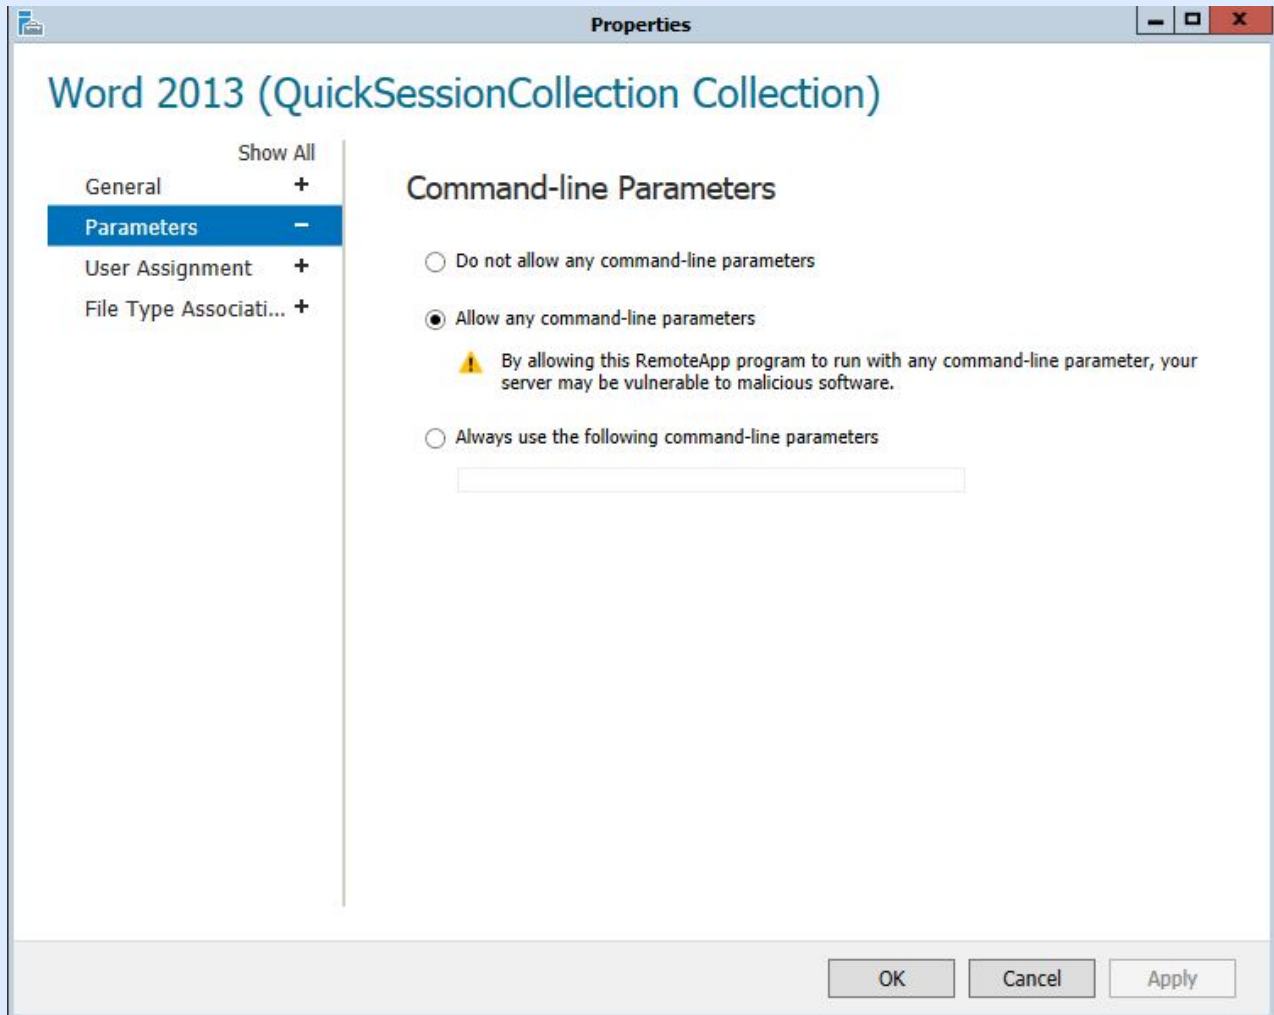 Properties
Word 2013 (QuickSessionCollection Collection)
Show All
General +
Parameters –
User Assignment +
File Type Associati... +
Command-line Parameters
Do not allow any command-line parameters
Allow any command-line parameters
By allowing this RemoteApp program to run with any command-line parameter, your
server may be vulnerable to malicious software.
Always use the following command-line parameters
OK
Cancel
Apply